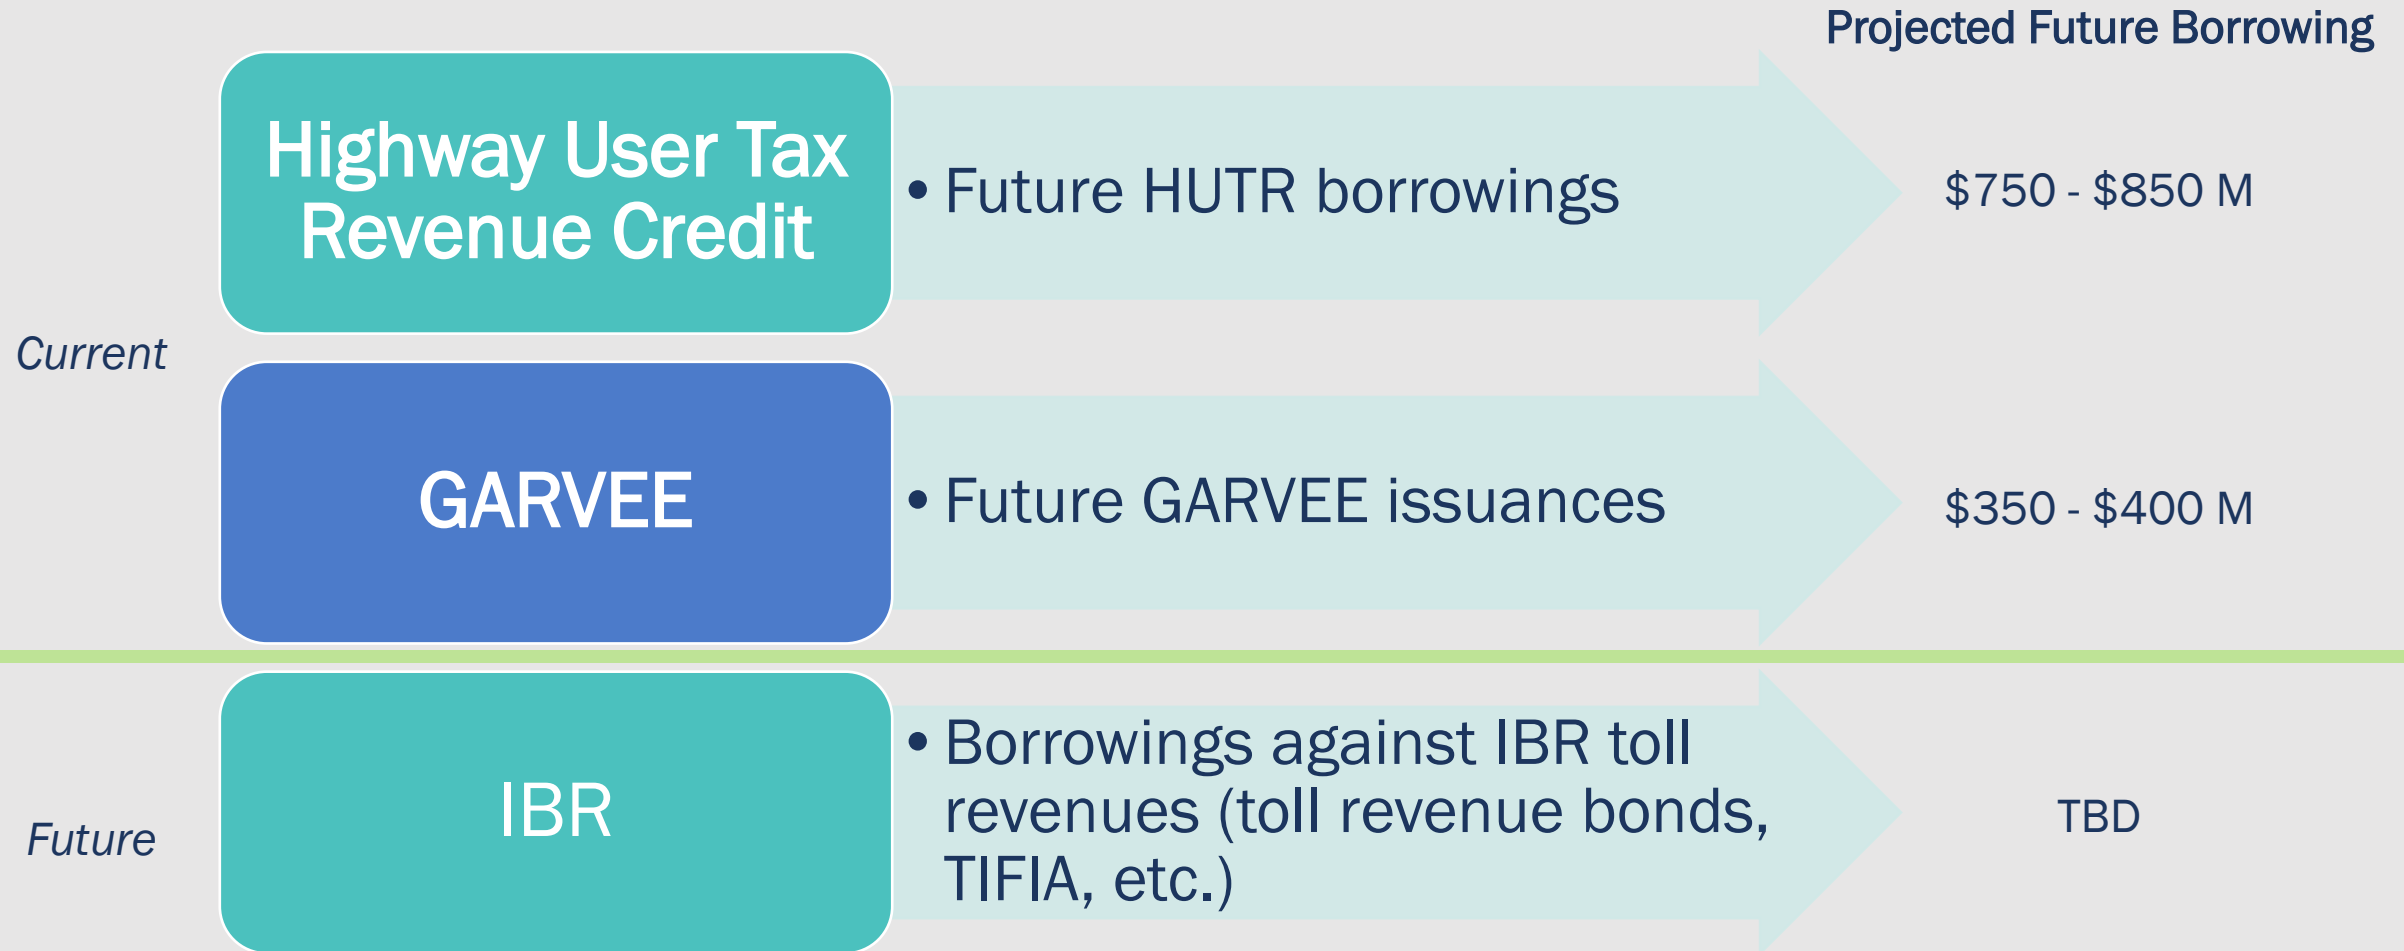 Projected Future Borrowing
Current
Highway User Tax
Revenue Credit
• Future HUTR borrowings
$750 - $850 M
GARVEE
• Future GARVEE issuances
$350 - $400 M
Future
IBR
• Borrowings against IBR toll
revenues (toll revenue bonds,
TIFIA, etc.)
TBD